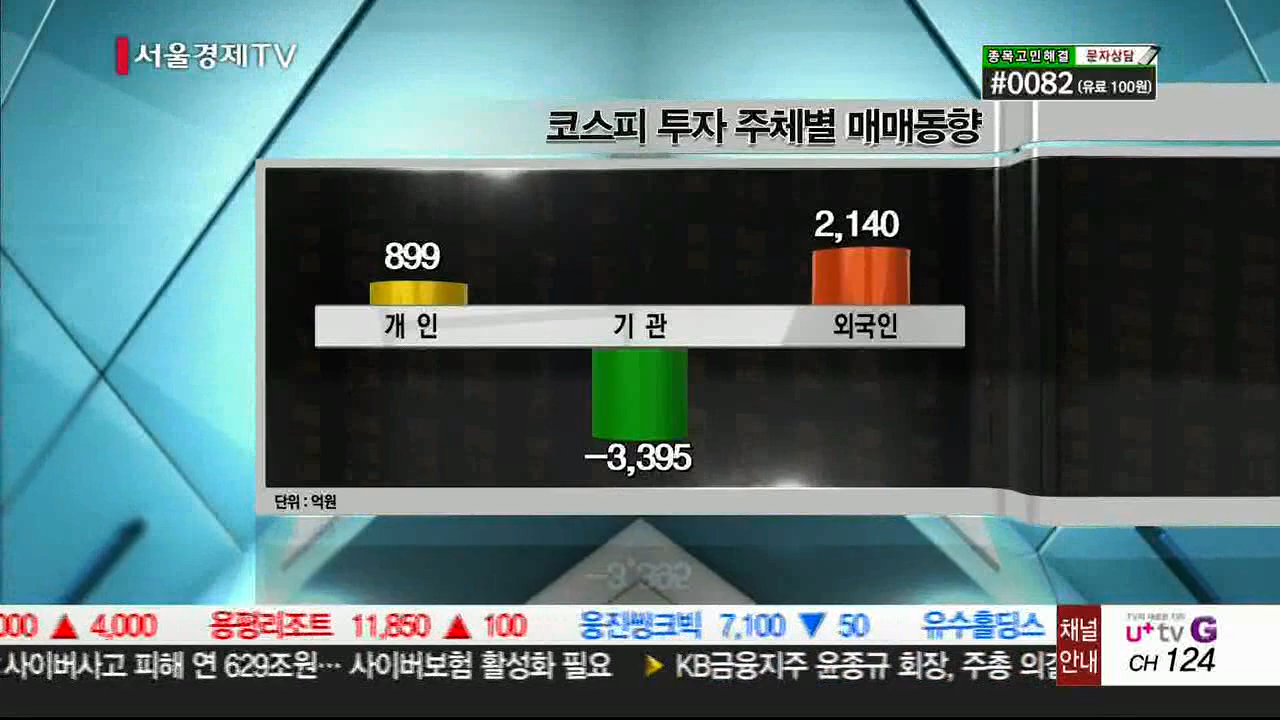 서울경제TV
종목고민해결 문자상담
#0082 (유료 100원)
코스피 투자 주체별 매매동향
899
2,140
개 인
기 관
외국인
-3,395
단위 : 억원
000 ▲ 4,000 용평리조트 11,850 ▲ 100 웅진씽크빅 7,100 ▼ 50 유수홀딩스
사이버사고 피해 연 629조원… 사이버보험 활성화 필요 ▶ KB금융지주 윤종규 회장, 주총 의결
채널
안내
U+tv G
CH 124